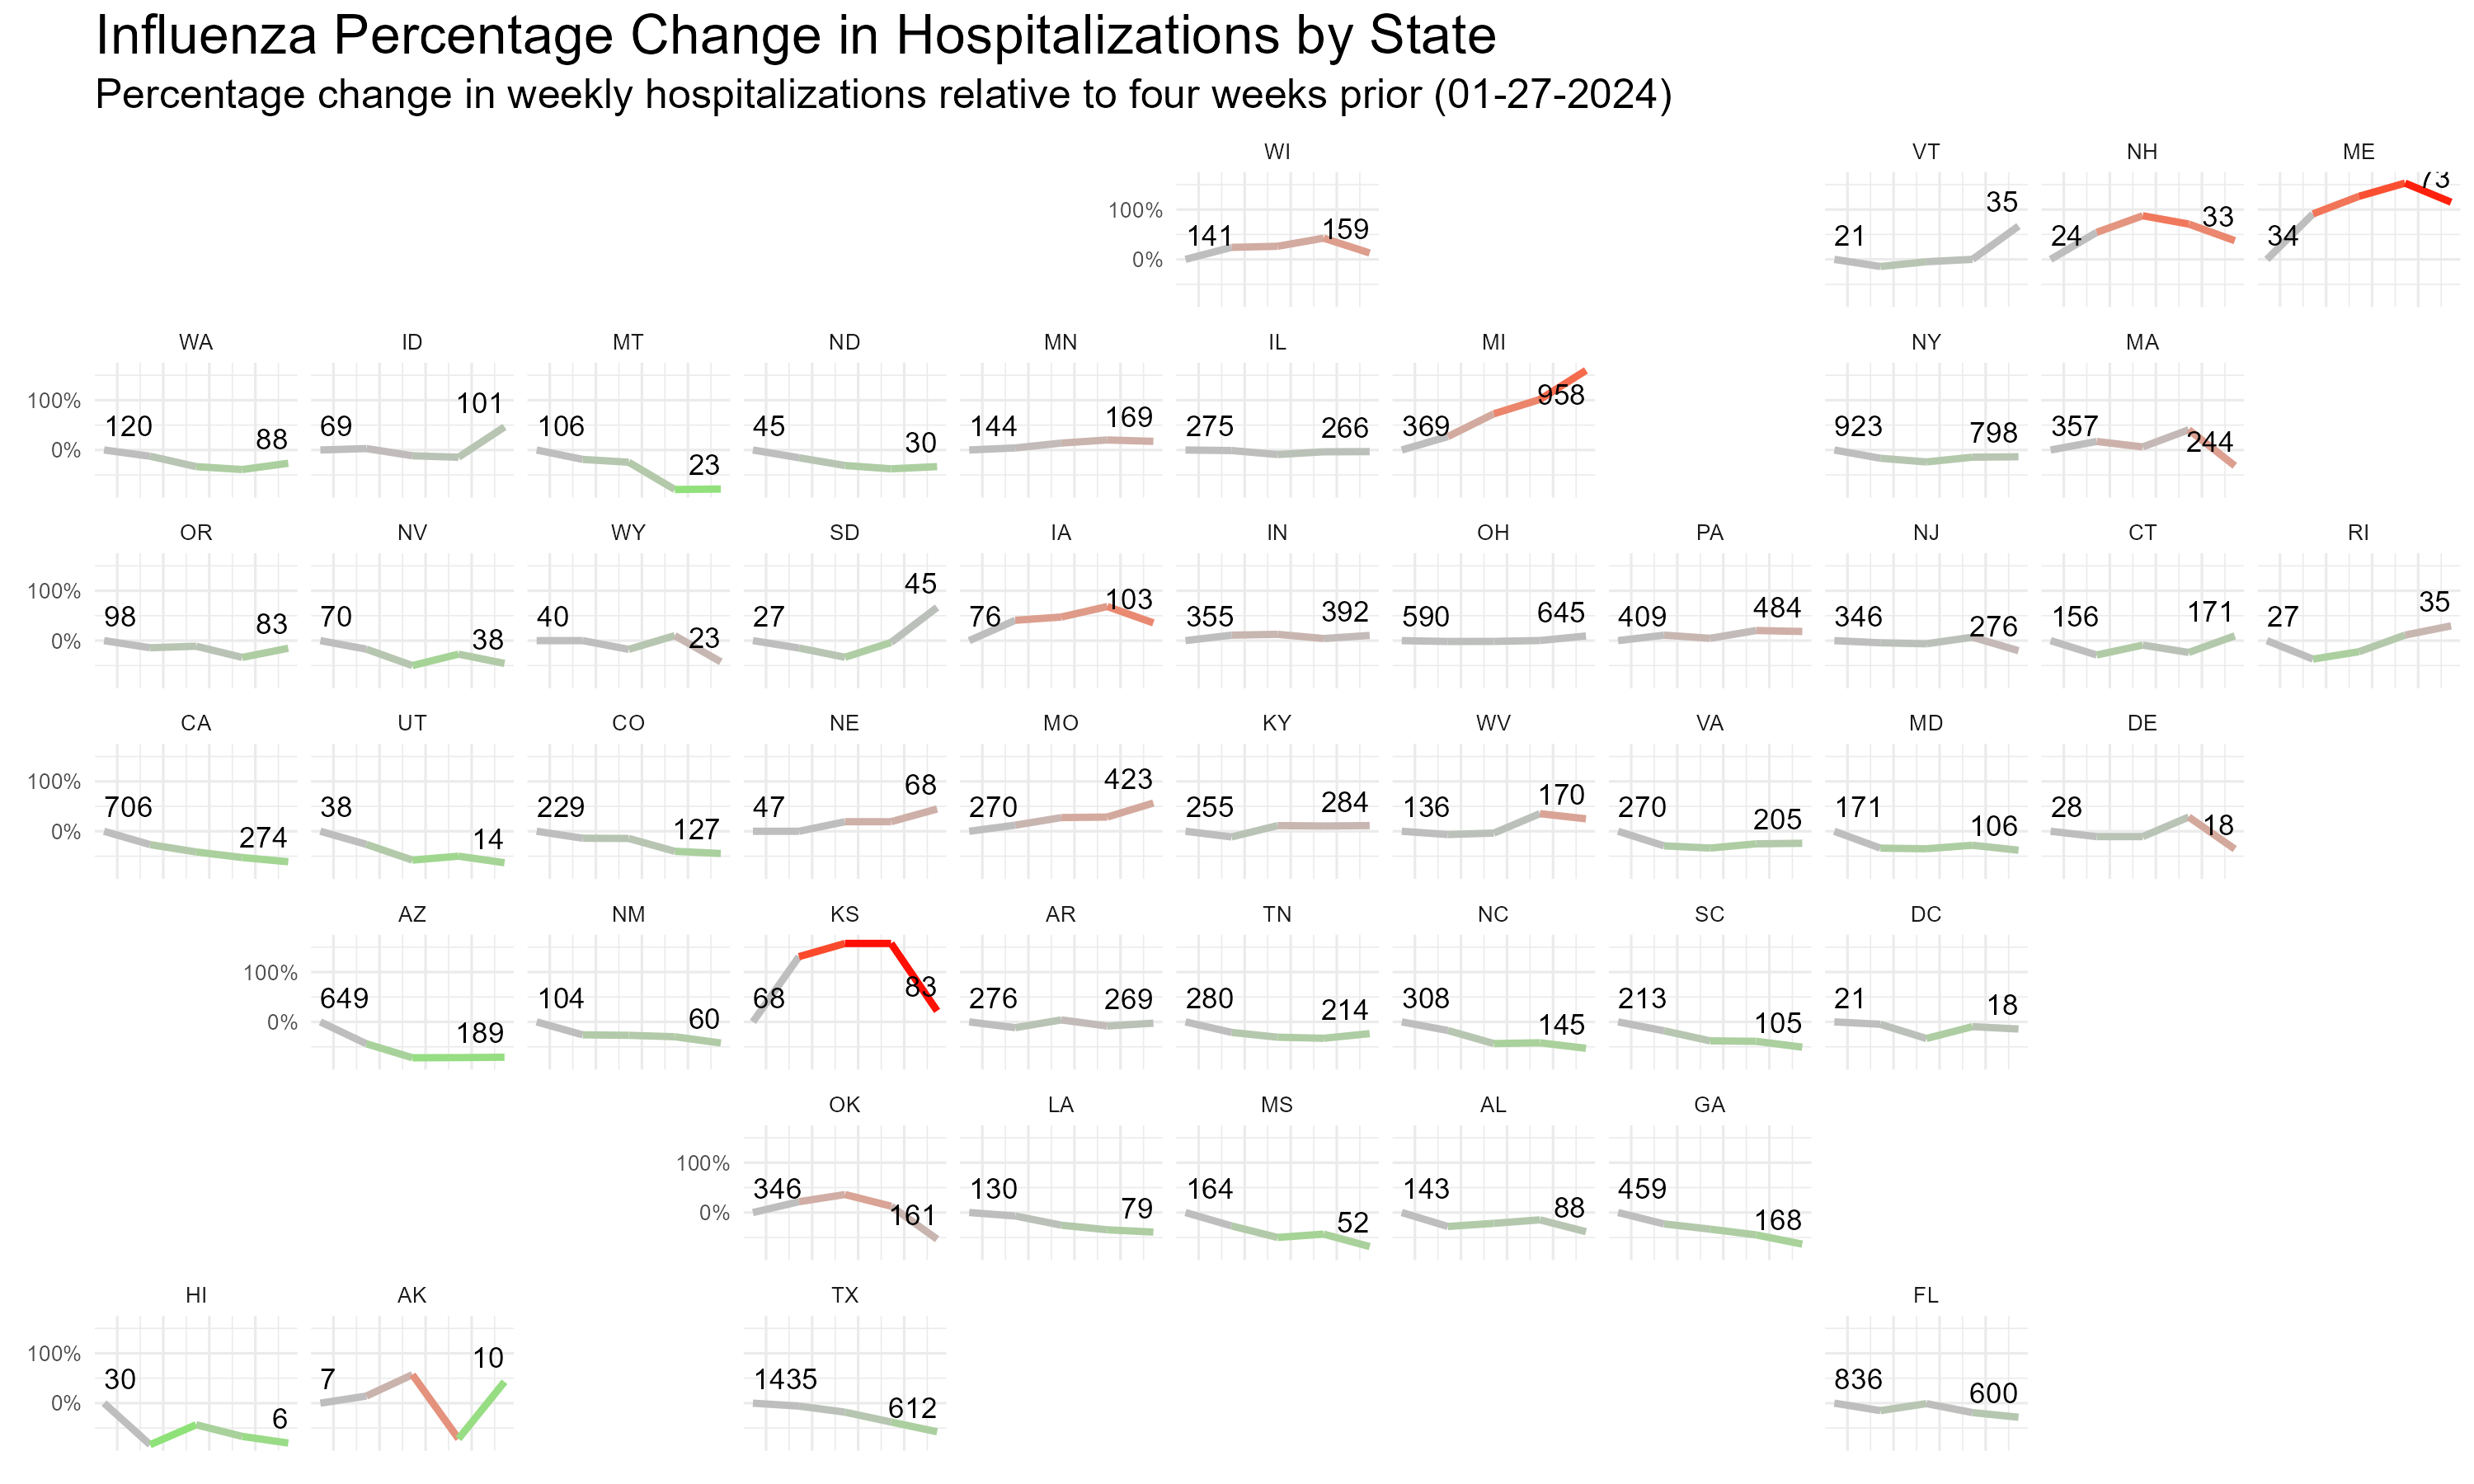 Influenza Percentage Change in Hospitalizations by State
Percentage change in weekly hospitalizations relative to four weeks prior (01-27-2024)
WI VT NH ME
100%
0%
141 159 21 35 24 33 34 73
WA ID MT ND MN IL MI NY MA
100%
0%
120 88 69 101 106 23 45 30 144 169 275 266 369 958 923 798 357 244
OR NV WY SD IA IN OH PA NJ CT RI
100%
0%
98 83 70 38 40 23 27 45 76 103 355 392 590 645 409 484 346 276 156 171 27 35
CA UT CO NE MO KY WV VA MD DE
100%
0%
706 274 38 14 229 127 47 68 270 423 255 284 136 170 270 205 171 106 28 18
AZ NM KS AR TN NC SC DC
100%
0%
649 189 104 60 68 83 276 269 280 214 308 145 213 105 21 18
OK LA MS AL GA
100%
0%
346 161 130 79 164 52 143 88 459 168
HI AK TX FL
100%
0%
30 6 7 10 1435 612 836 600